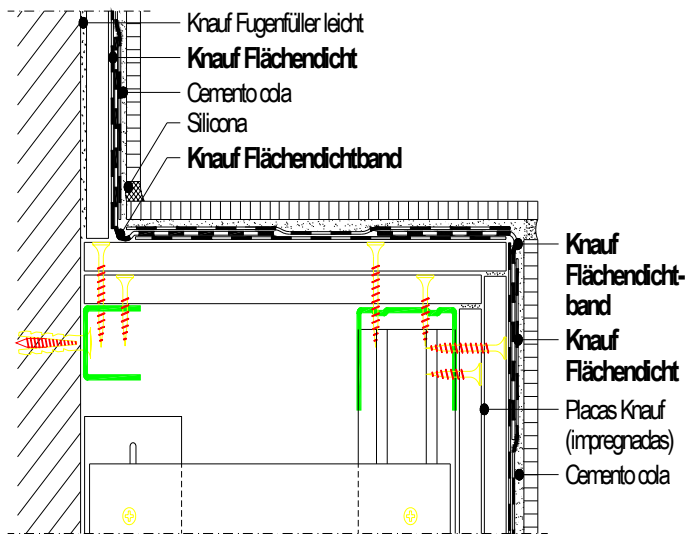 Knauf Fugenfüller leicht
Knauf Flächendicht
Cemento cola
Silicona
Knauf Flächendichtband
Knauf
Flächendicht-
band
Knauf
Flächendicht
Placas Knauf
(impregnadas)
Cemento cola